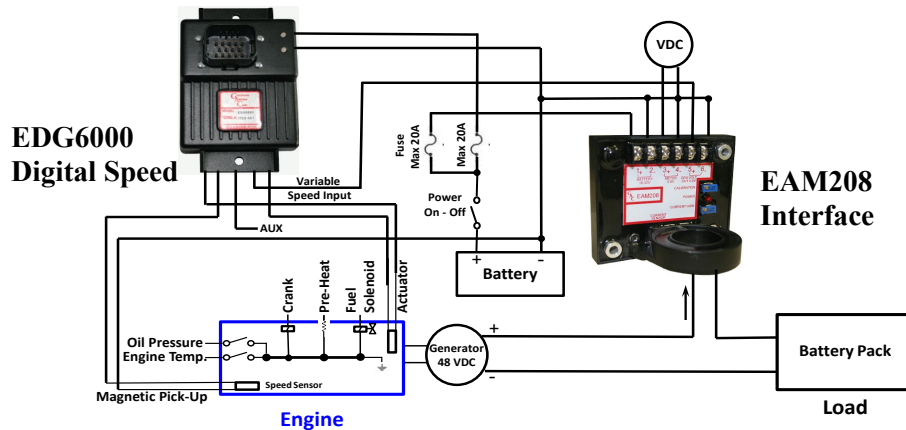 VDC
EDG6000
Digital Speed
Fuse
Max 20A
Max 20A
EAM208
EAM208
Interface
Variable
Speed Input
Power
On - Off
AUX
+ -
Battery
Crank
Pre-Heat
Fuel
Solenoid
Actuator
Oil Pressure
Engine Temp.
Generator
48 VDC
+
-
Battery Pack
Speed Sensor
Magnetic Pick-Up
Engine
Load